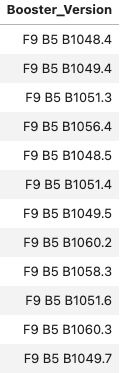 Booster_Version
F9 B5 B1048.4
F9 B5 B1049.4
F9 B5 B1051.3
F9 B5 B1056.4
F9 B5 B1048.5
F9 B5 B1051.4
F9 B5 B1049.5
F9 B5 B1060.2
F9 B5 B1058.3
F9 B5 B1051.6
F9 B5 B1060.3
F9 B5 B1049.7